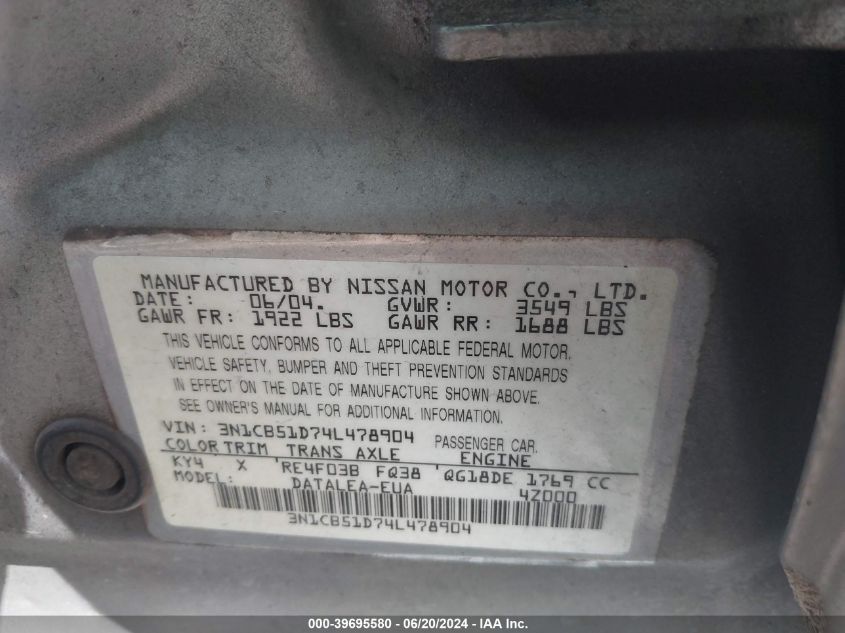 MANUFACTURED BY NISSAN MOTOR CO., LTD.
DATE: 06/04. GVWR: 3549 LBS
GAWR FR: 1922 LBS GAWR RR: 1688 LBS
THIS VEHICLE CONFORMS TO ALL APPLICABLE FEDERAL MOTOR.
VEHICLE SAFETY, BUMPER AND THEFT PREVENTION STANDARDS
IN EFFECT ON THE DATE OF MANUFACTURE SHOWN ABOVE.
SEE OWNER'S MANUAL FOR ADDITIONAL INFORMATION.
VIN: 3N1CB51D74L478904 PASSENGER CAR.
COLOR TRIM TRANS AXLE ENGINE
KY4 X 'RE4F03B FQ38 'QG18DE 1769 CC
MODEL: DATALEA-EUA 4Z000
3N1CB51D74L478904
000-39695580 - 06/20/2024 - IAA Inc.